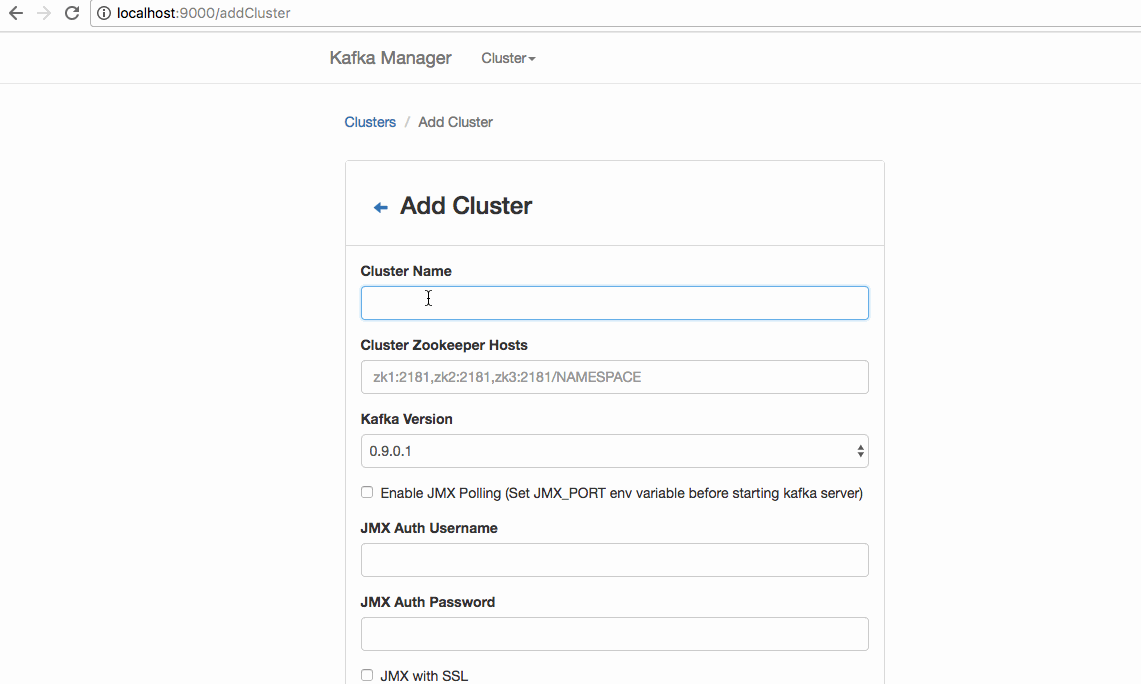 localhost:9000/addCluster
Kafka Manager Cluster
Clusters / Add Cluster
Add Cluster
Cluster Name
Cluster Zookeeper Hosts
zk1:2181,zk2:2181,zk3:2181/NAMESPACE
Kafka Version
0.9.0.1
Enable JMX Polling (Set JMX_PORT env variable before starting kafka server)
JMX Auth Username
JMX Auth Password
JMX with SSL